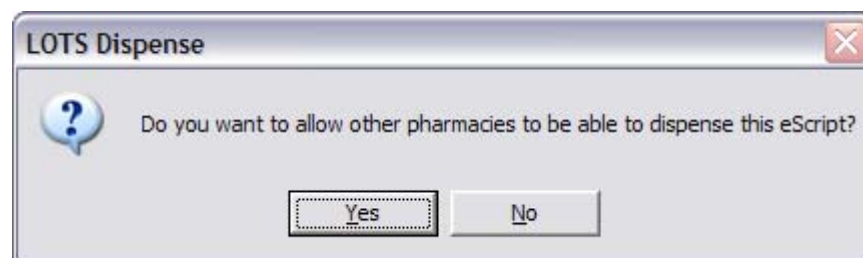 LOTS Dispense
Do you want to allow other pharmacies to be able to dispense this eScript?
Yes No